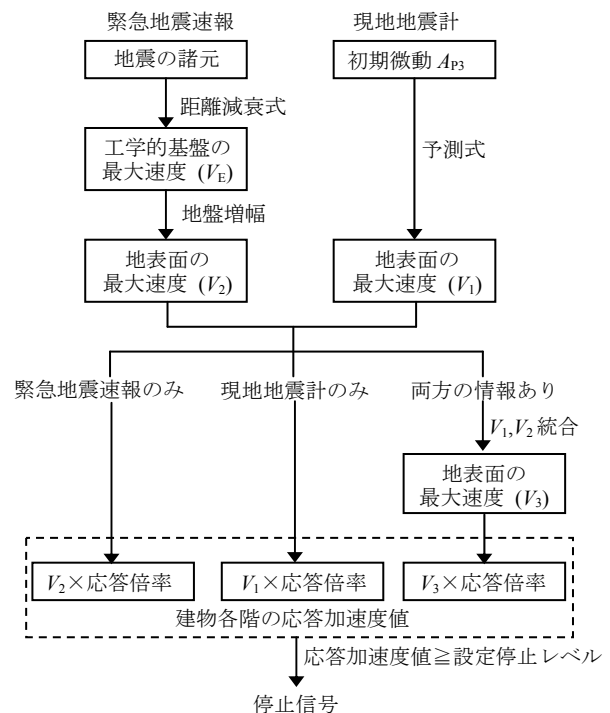 緊急地震速報
現地地震計
地震の諸元
初期微動 AP3
距離減衰式
工学的基盤の
最大速度 (VE)
予測式
地盤増幅
地表面の
最大速度 (V2)
地表面の
最大速度 (V1)
緊急地震速報のみ
現地地震計のみ
両方の情報あり
V1,V2 統合
地表面の
最大速度 (V3)
V2×応答倍率
V1×応答倍率
V3×応答倍率
建物各階の応答加速度値
応答加速度値≧設定停止レベル
停止信号